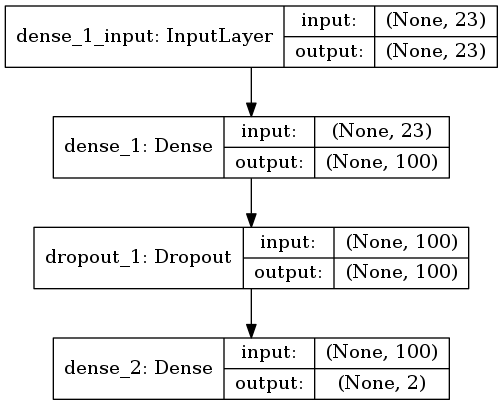 dense_1_input: InputLayer
input: (None, 23)
output: (None, 23)
dense_1: Dense
input: (None, 23)
output: (None, 100)
dropout_1: Dropout
input: (None, 100)
output: (None, 100)
dense_2: Dense
input: (None, 100)
output: (None, 2)